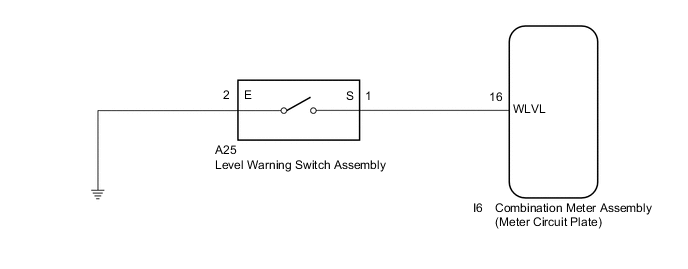 2 E S 1 16
WLVL
A25
Level Warning Switch Assembly
I6 Combination Meter Assembly
(Meter Circuit Plate)